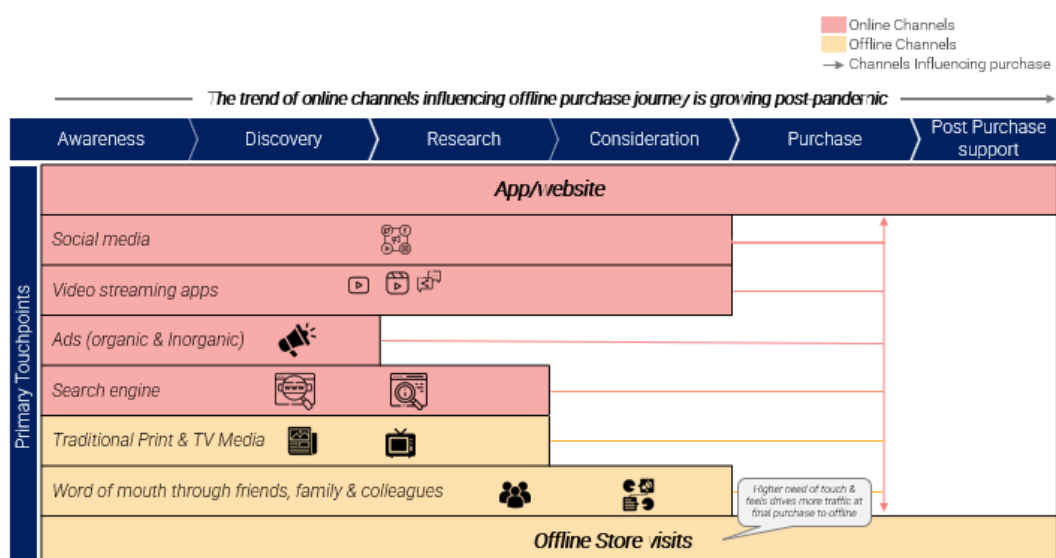 Online Channels
Offline Channels
Channels Influencing purchase
The trend of online channels influencing offline purchase journey is growing post-pandemic
Awareness
Discovery
Research
Consideration
Purchase
Post Purchase
support
Primary Touchpoints
App/website
Social media
Video streaming apps
Ads (organic & Inorganic)
Search engine
Traditional Print & TV Media
Word of mouth through friends, family & colleagues
Higher need of touch &
feels drives more traffic at
final purchase to offline
Offline Store visits